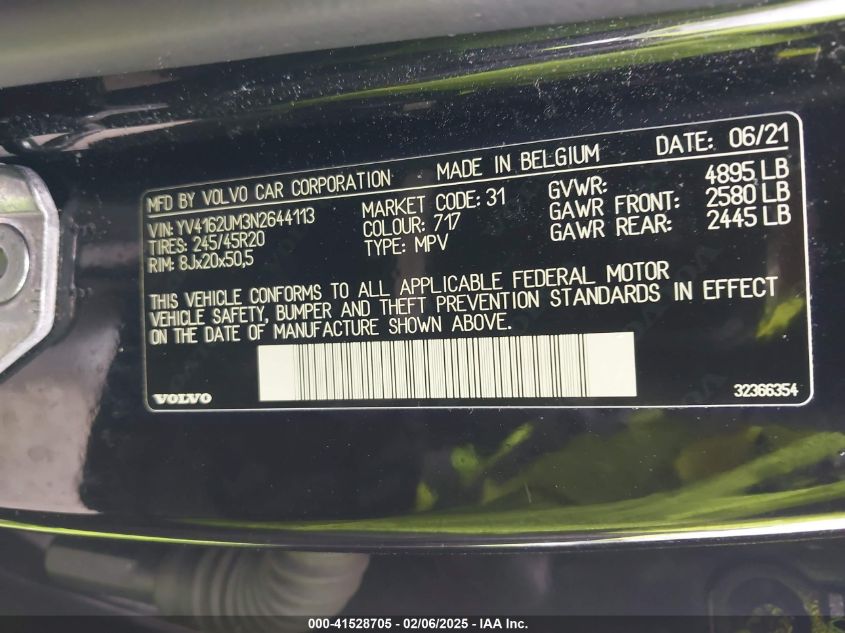 MFD BY VOLVO CAR CORPORATION MADE IN BELGIUM DATE: 06/21
VIN: YV4162UM3N2644113 MARKET CODE: 31 GVWR: 4895 LB
TIRES: 245/45R20 COLOUR: 717 GAWR FRONT: 2580 LB
RIM: 8Jx20x50,5 TYPE: MPV GAWR REAR: 2445 LB
THIS VEHICLE CONFORMS TO ALL APPLICABLE FEDERAL MOTOR
VEHICLE SAFETY, BUMPER AND THEFT PREVENTION STANDARDS IN EFFECT
ON THE DATE OF MANUFACTURE SHOWN ABOVE.
VOLVO 32366354
000-41528705 - 02/06/2025 - IAA Inc.